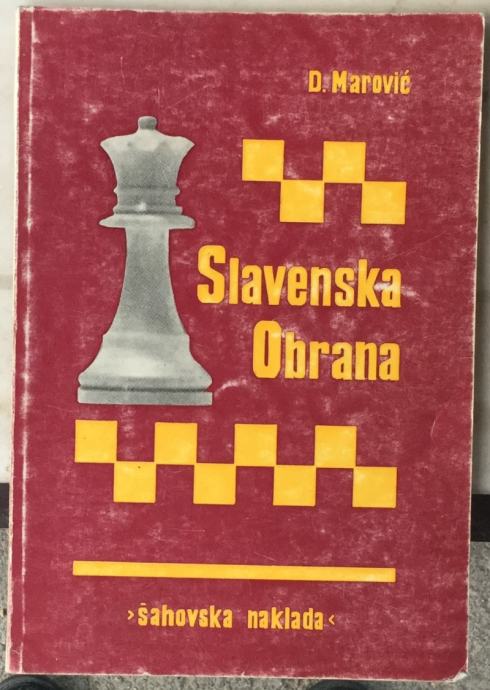 D. Marović
Slavenska
Obrana
›šahovska naklada‹